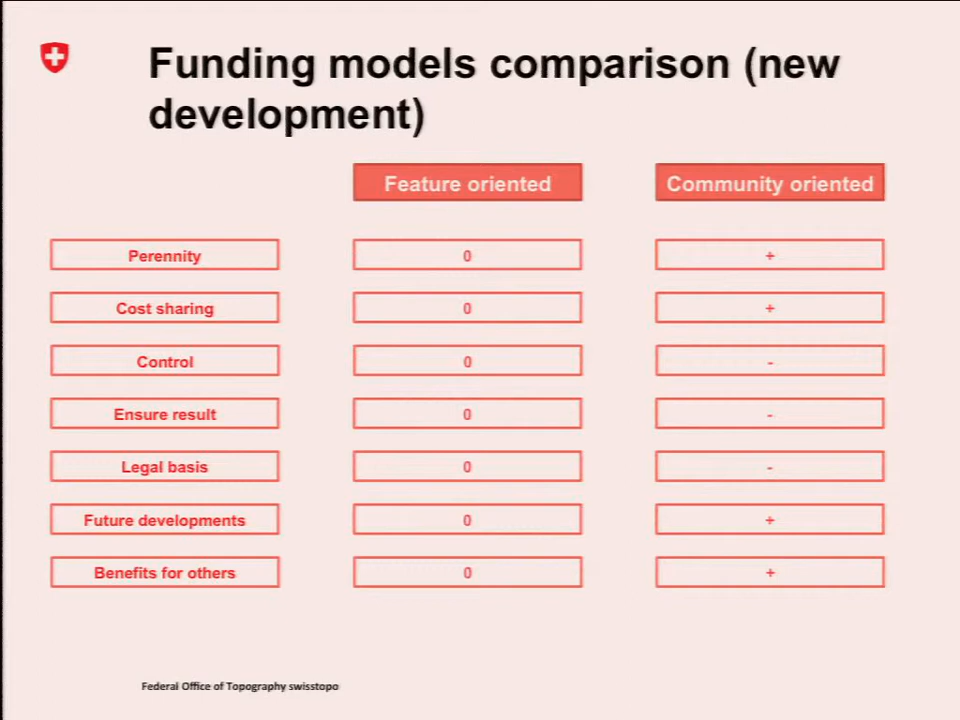 Funding models comparison (new
development)
Feature oriented Community oriented
Perennity 0 +
Cost sharing 0 +
Control 0 -
Ensure result 0 -
Legal basis 0 -
Future developments 0 +
Benefits for others 0 +
Federal Office of Topography swisstopo